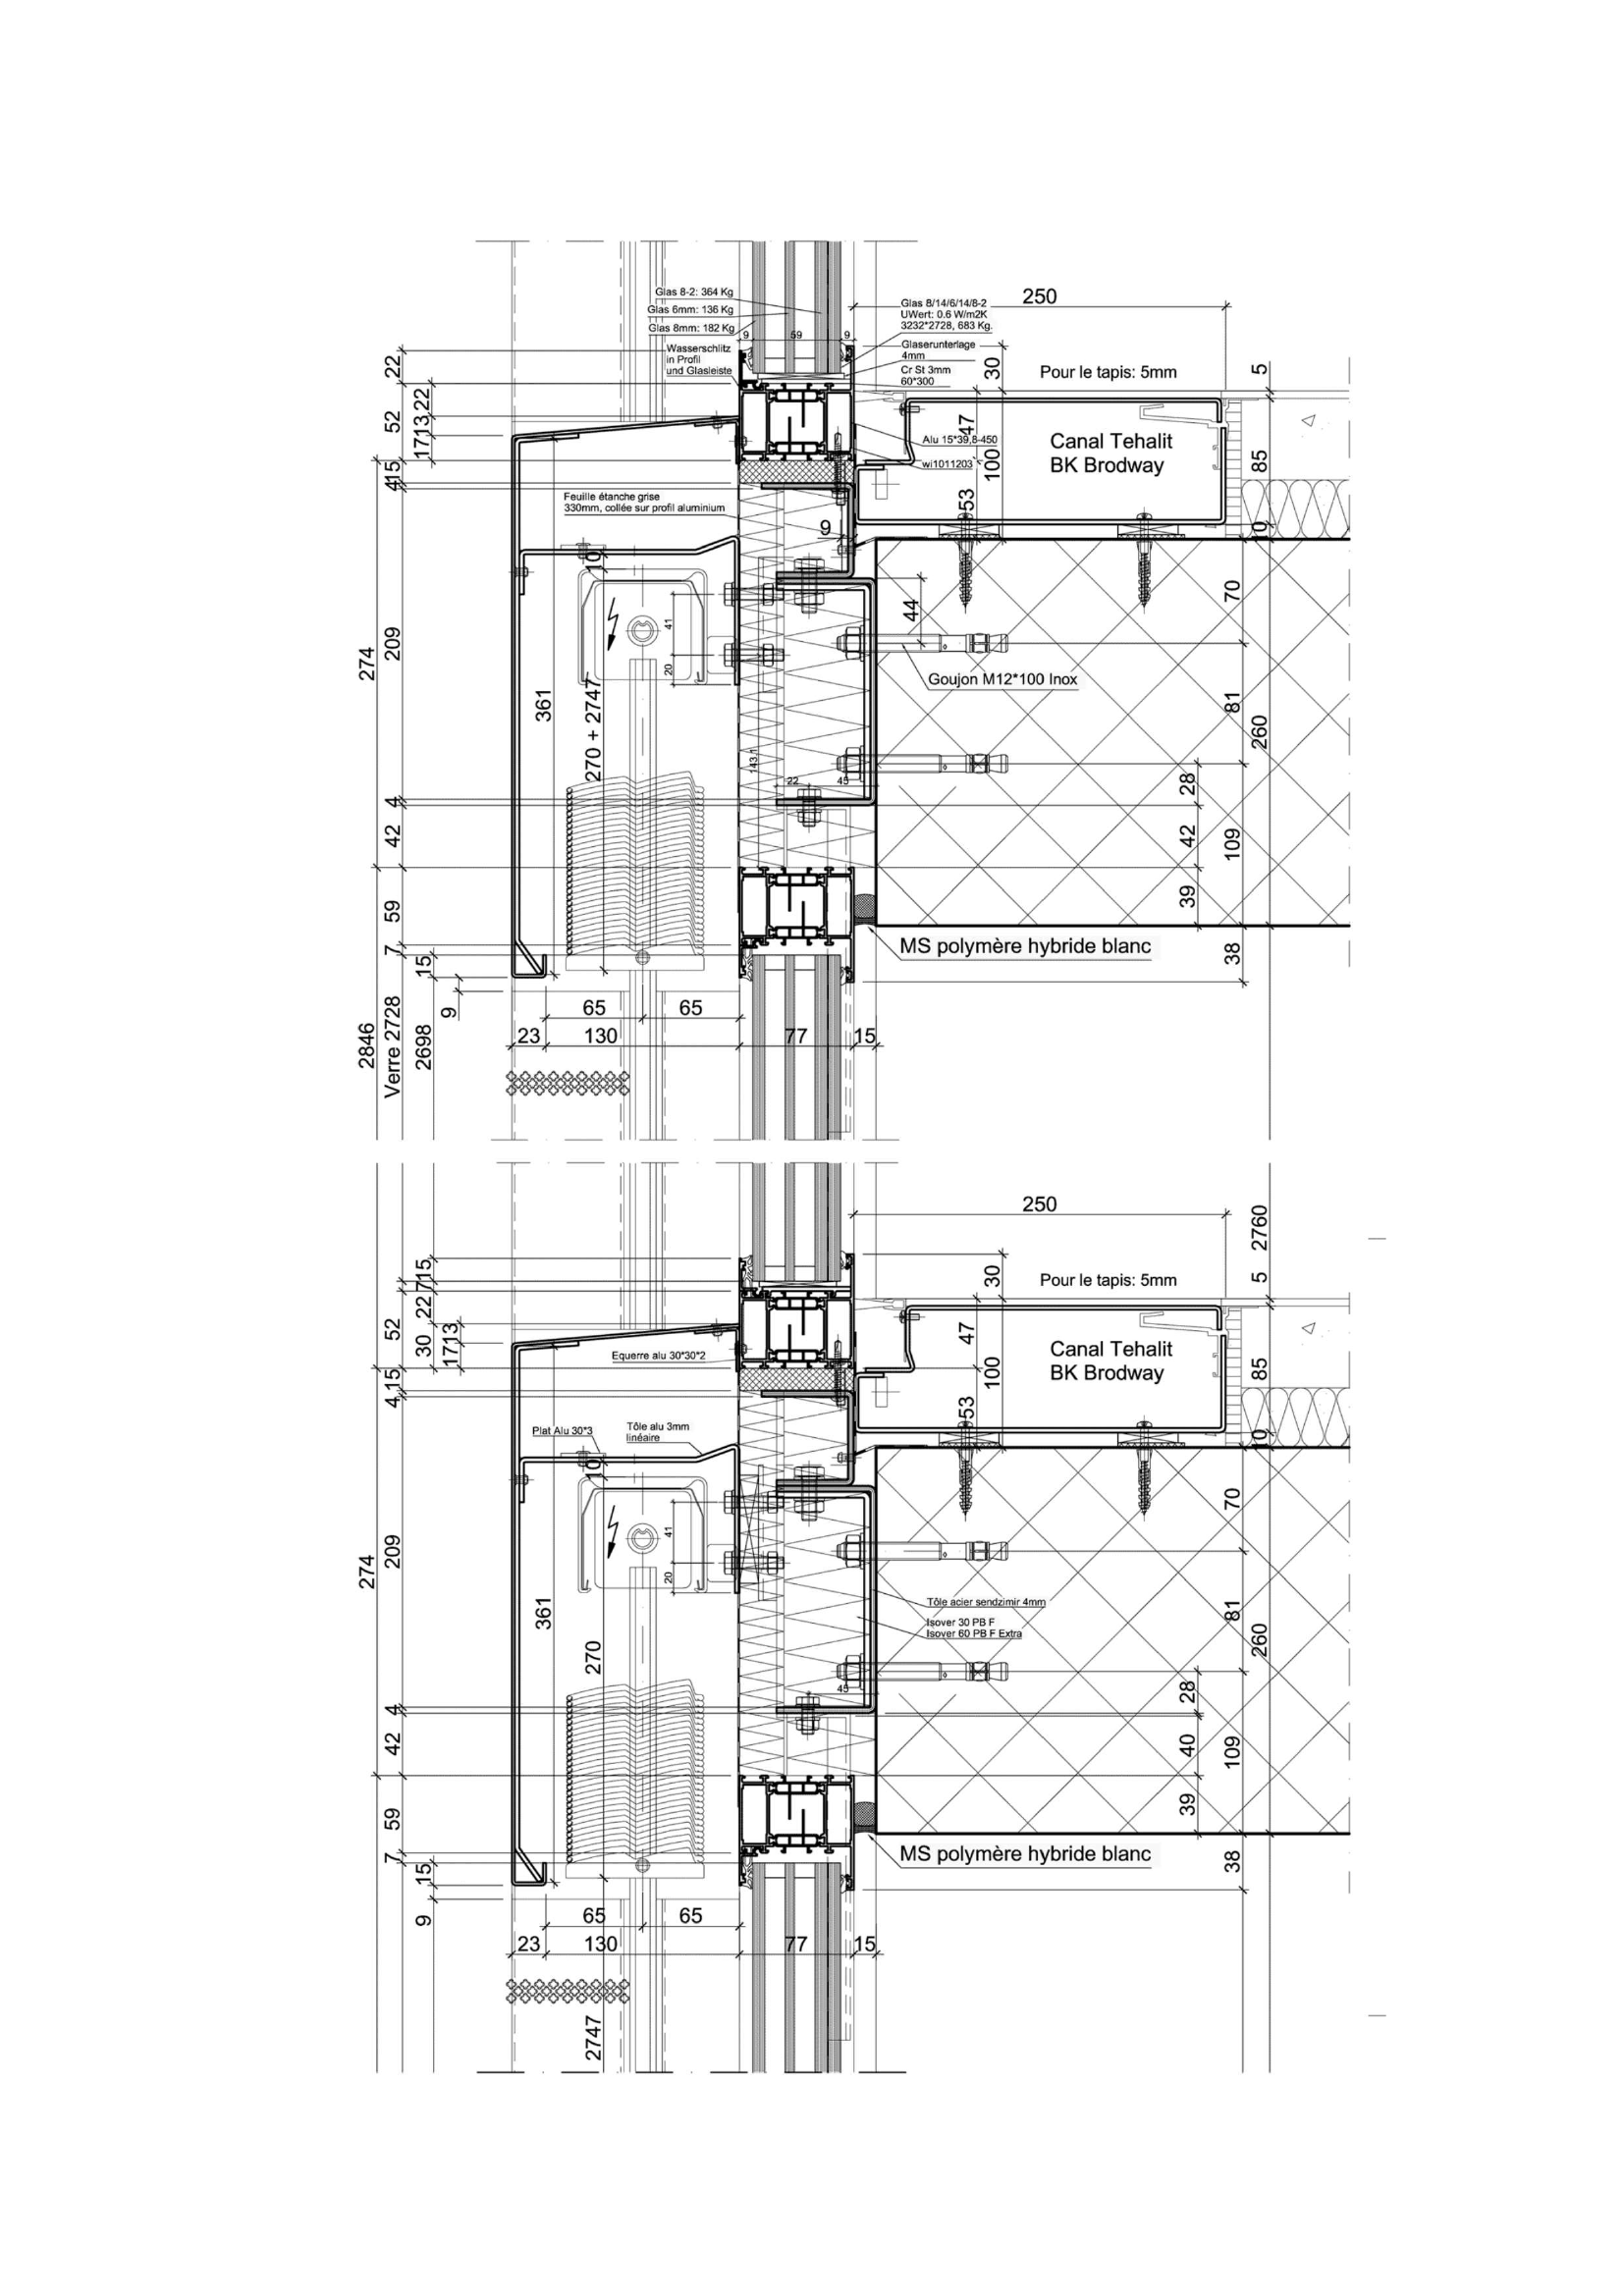 Glas 8-2: 364 Kg
Glas 6mm: 136 Kg
Glas 8mm: 182 Kg
9
59
9
Wasserschlitz
in Profil
und Glasleiste
Glas 8/14/6/14/8-2
UWert: 0.6 W/m2K
3232*2728, 683 Kg.
Glaserunterlage
4mm
Cr St 3mm
60*300
250
30
Pour le tapis: 5mm
5
22
52
22
13
17
15
4
47
100
53
Alu 15*39,8-450
wi1011203
Canal Tehalit
BK Brodway
85
10
Feuille étanche grise
330mm, collée sur profil aluminium
9
10
274
209
361
270 + 2747
41
20
44
Goujon M12*100 Inox
70
81
260
143.1
22
45
28
4
42
42
109
59
39
7
15
MS polymère hybride blanc
38
9
65
65
23
130
77
15
2846
Verre 2728
2698
250
2760
30
Pour le tapis: 5mm
5
15
7
22
52
30
13
17
15
4
47
100
53
Equerre alu 30*30*2
Canal Tehalit
BK Brodway
85
10
Plat Alu 30*3
Tôle alu 3mm
linéaire
10
274
209
361
270
41
20
70
Tôle acier sendzimir 4mm
Isover 30 PB F
Isover 60 PB F Extra
81
260
45
28
4
42
40
109
59
39
7
15
MS polymère hybride blanc
38
9
65
65
23
130
77
15
2747